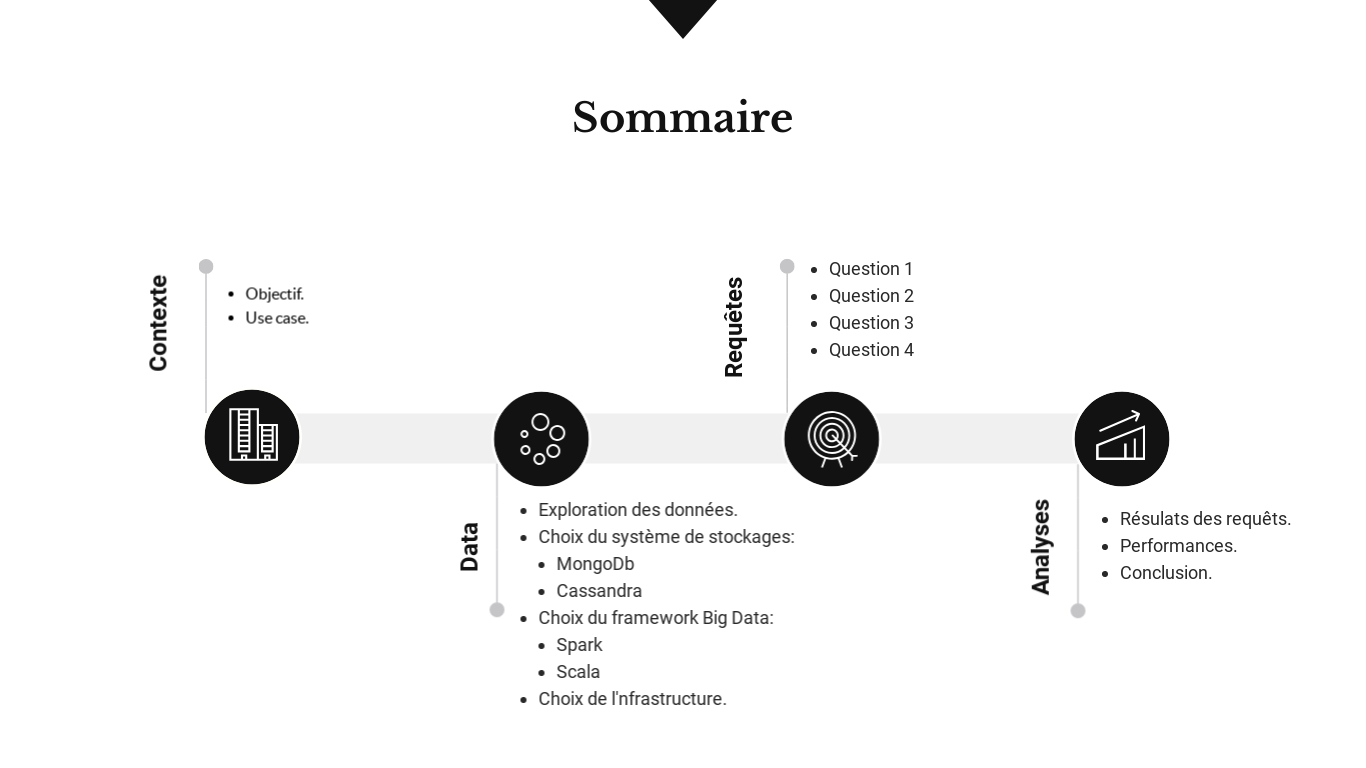 Sommaire
Contexte
Objectif.
Use case.
Data
Exploration des données.
Choix du système de stockages:
MongoDb
Cassandra
Choix du framework Big Data:
Spark
Scala
Choix de l'nfrastructure.
Requêtes
Question 1
Question 2
Question 3
Question 4
Analyses
Résulats des requêts.
Performances.
Conclusion.